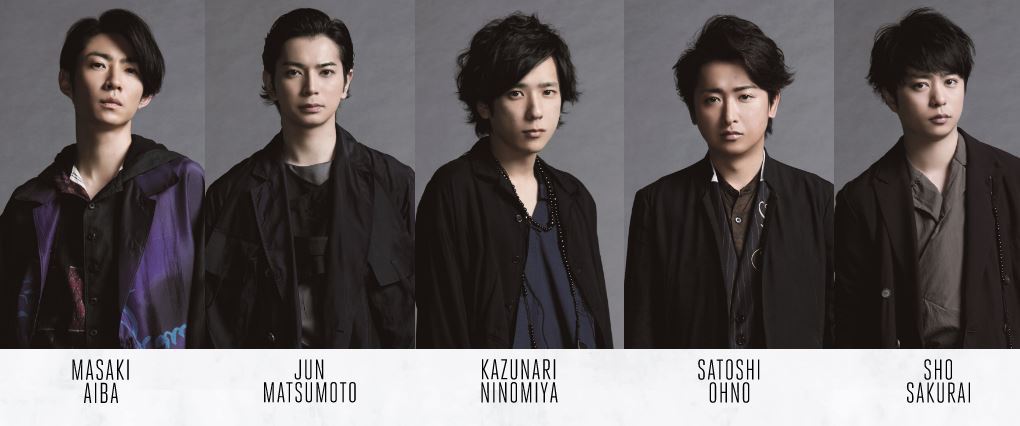 MASAKI
AIBA
JUN
MATSUMOTO
KAZUNARI
NINOMIYA
SATOSHI
OHNO
SHO
SAKURAI